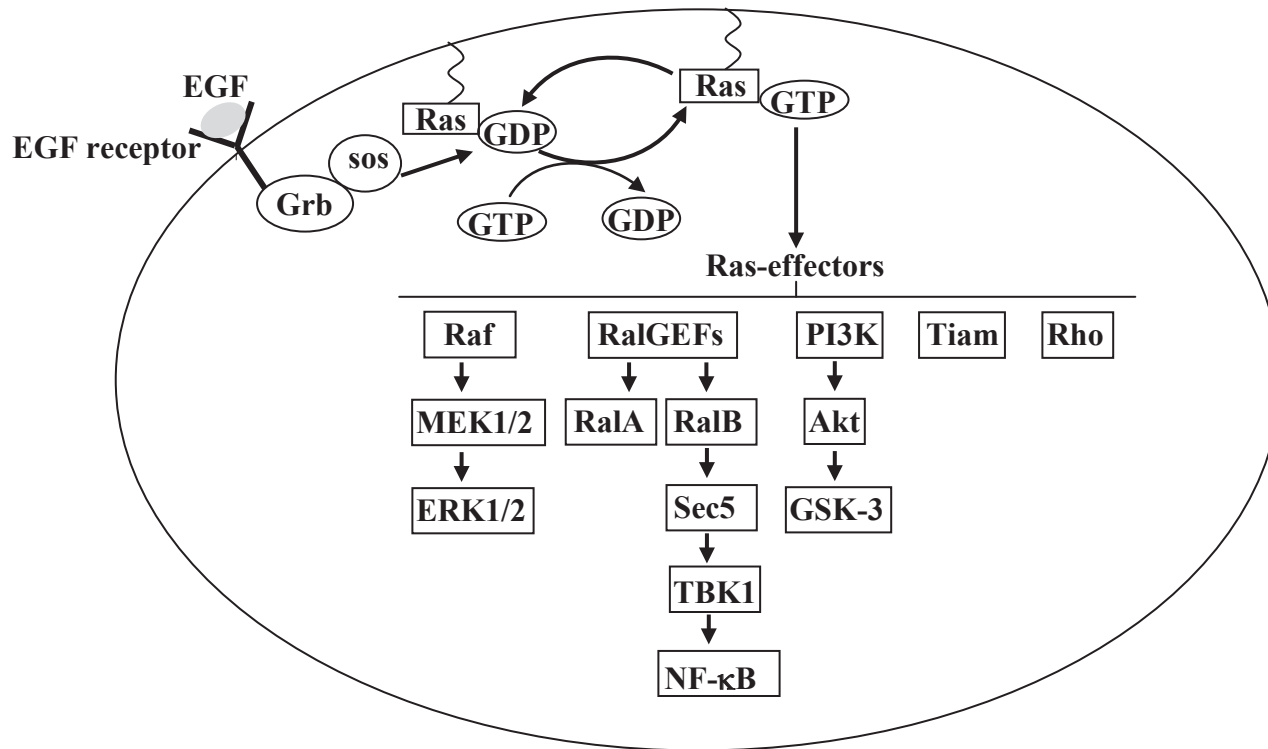 EGF
EGF receptor
Grb
sos
Ras
GDP
Ras
GTP
GTP
GDP
Ras-effectors
Raf
RalGEFs
PI3K
Tiam
Rho
MEK1/2
RalA
RalB
Akt
ERK1/2
Sec5
GSK-3
TBK1
NF-κB